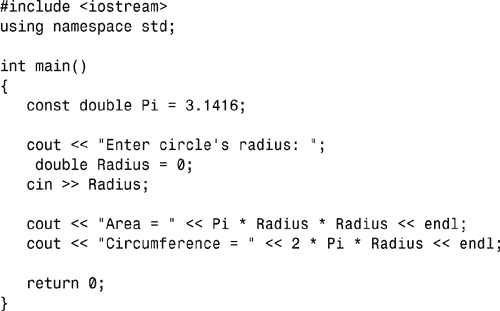 #include <iostream>
using namespace std;

int main()
{
   const double Pi = 3.1416;

   cout << "Enter circle's radius: ";
    double Radius = 0;
   cin >> Radius;

   cout << "Area = " << Pi * Radius * Radius << endl;
   cout << "Circumference = " << 2 * Pi * Radius << endl;

   return 0;
}